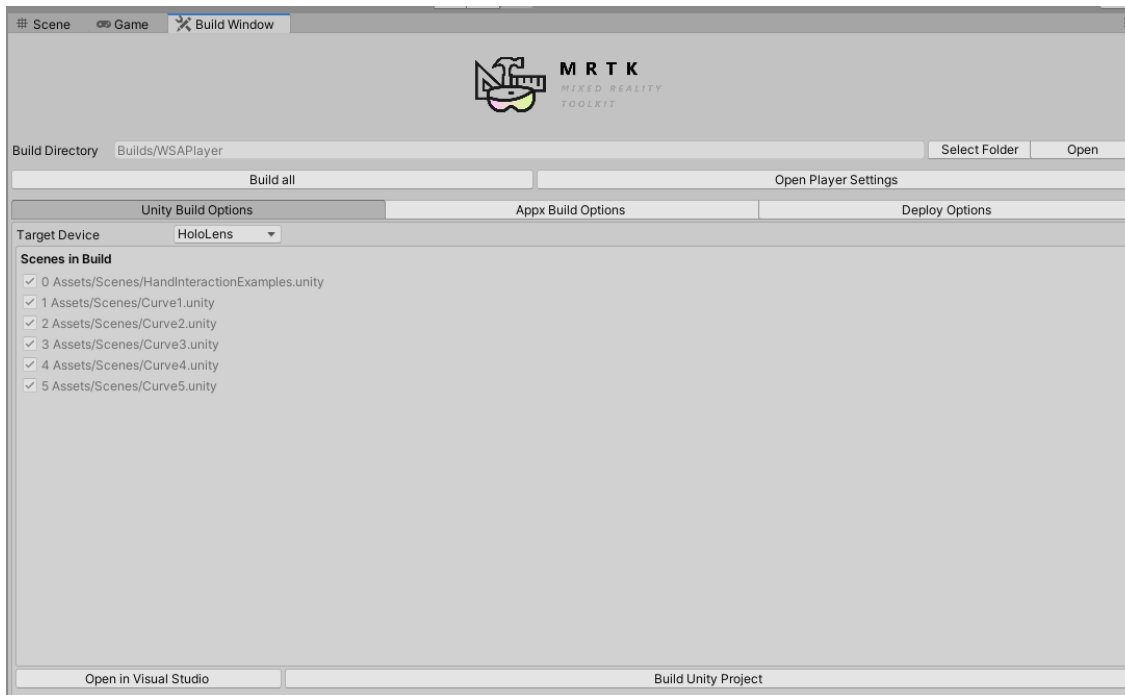 Scene Game Build Window
MRTK
MIXED REALITY
TOOLKIT
Build Directory Builds/WSAPlayer Select Folder Open
Build all Open Player Settings
Unity Build Options Appx Build Options Deploy Options
Target Device HoloLens
Scenes in Build
0 Assets/Scenes/HandInteractionExamples.unity
1 Assets/Scenes/Curve1.unity
2 Assets/Scenes/Curve2.unity
3 Assets/Scenes/Curve3.unity
4 Assets/Scenes/Curve4.unity
5 Assets/Scenes/Curve5.unity
Open in Visual Studio Build Unity Project